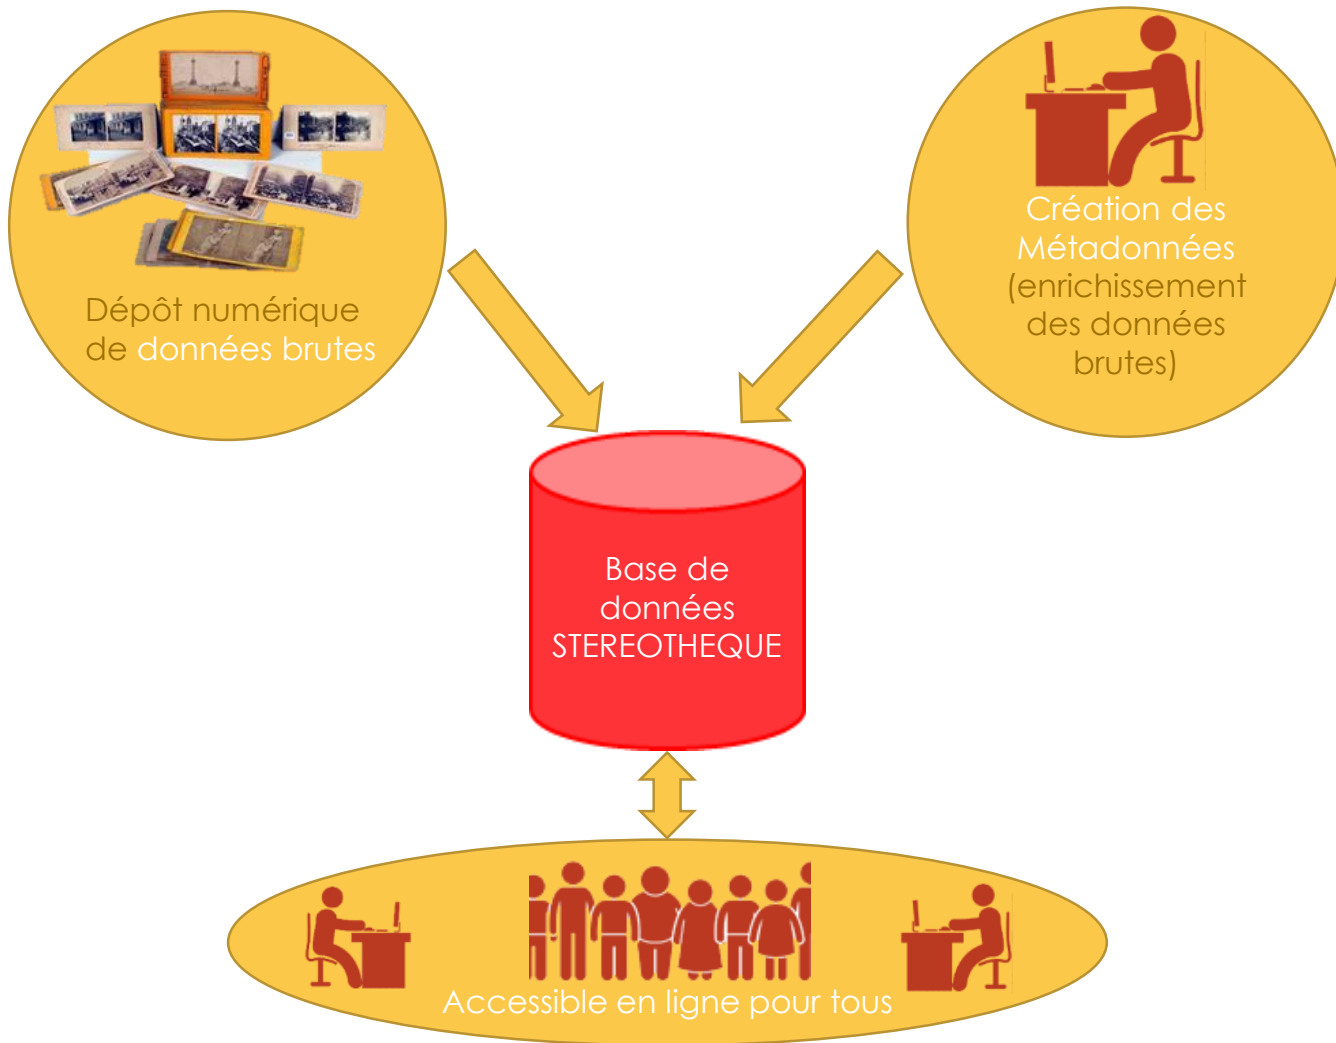 Dépôt numérique
de données brutes
Création des
Métadonnées
(enrichissement
des données
brutes)
Base de
données
STEREOTHEQUE
Accessible en ligne pour tous